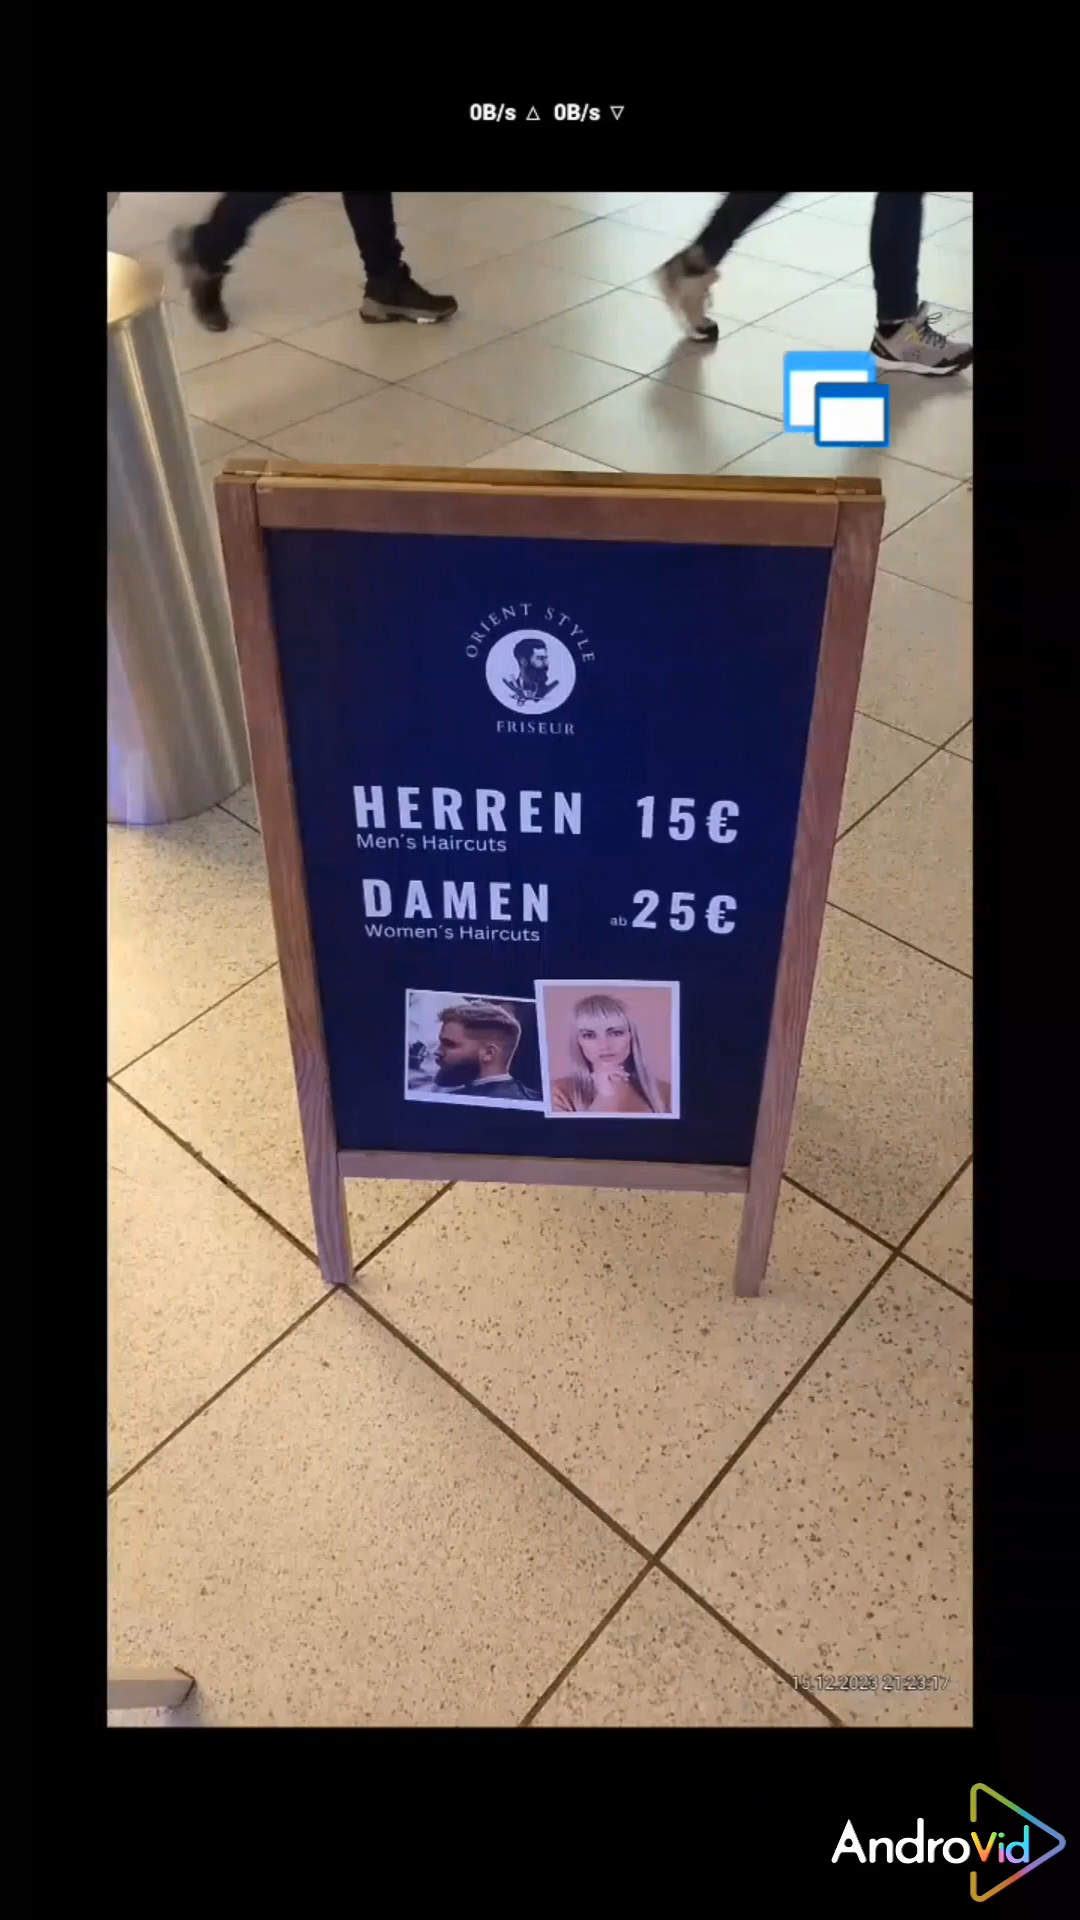 0B/s △ 0B/s ▽
ORIENT STYLE
FRISEUR
HERREN 15€
Men´s Haircuts
DAMEN ab 25€
Women´s Haircuts
15.12.2023 21:23:17
AndroVid